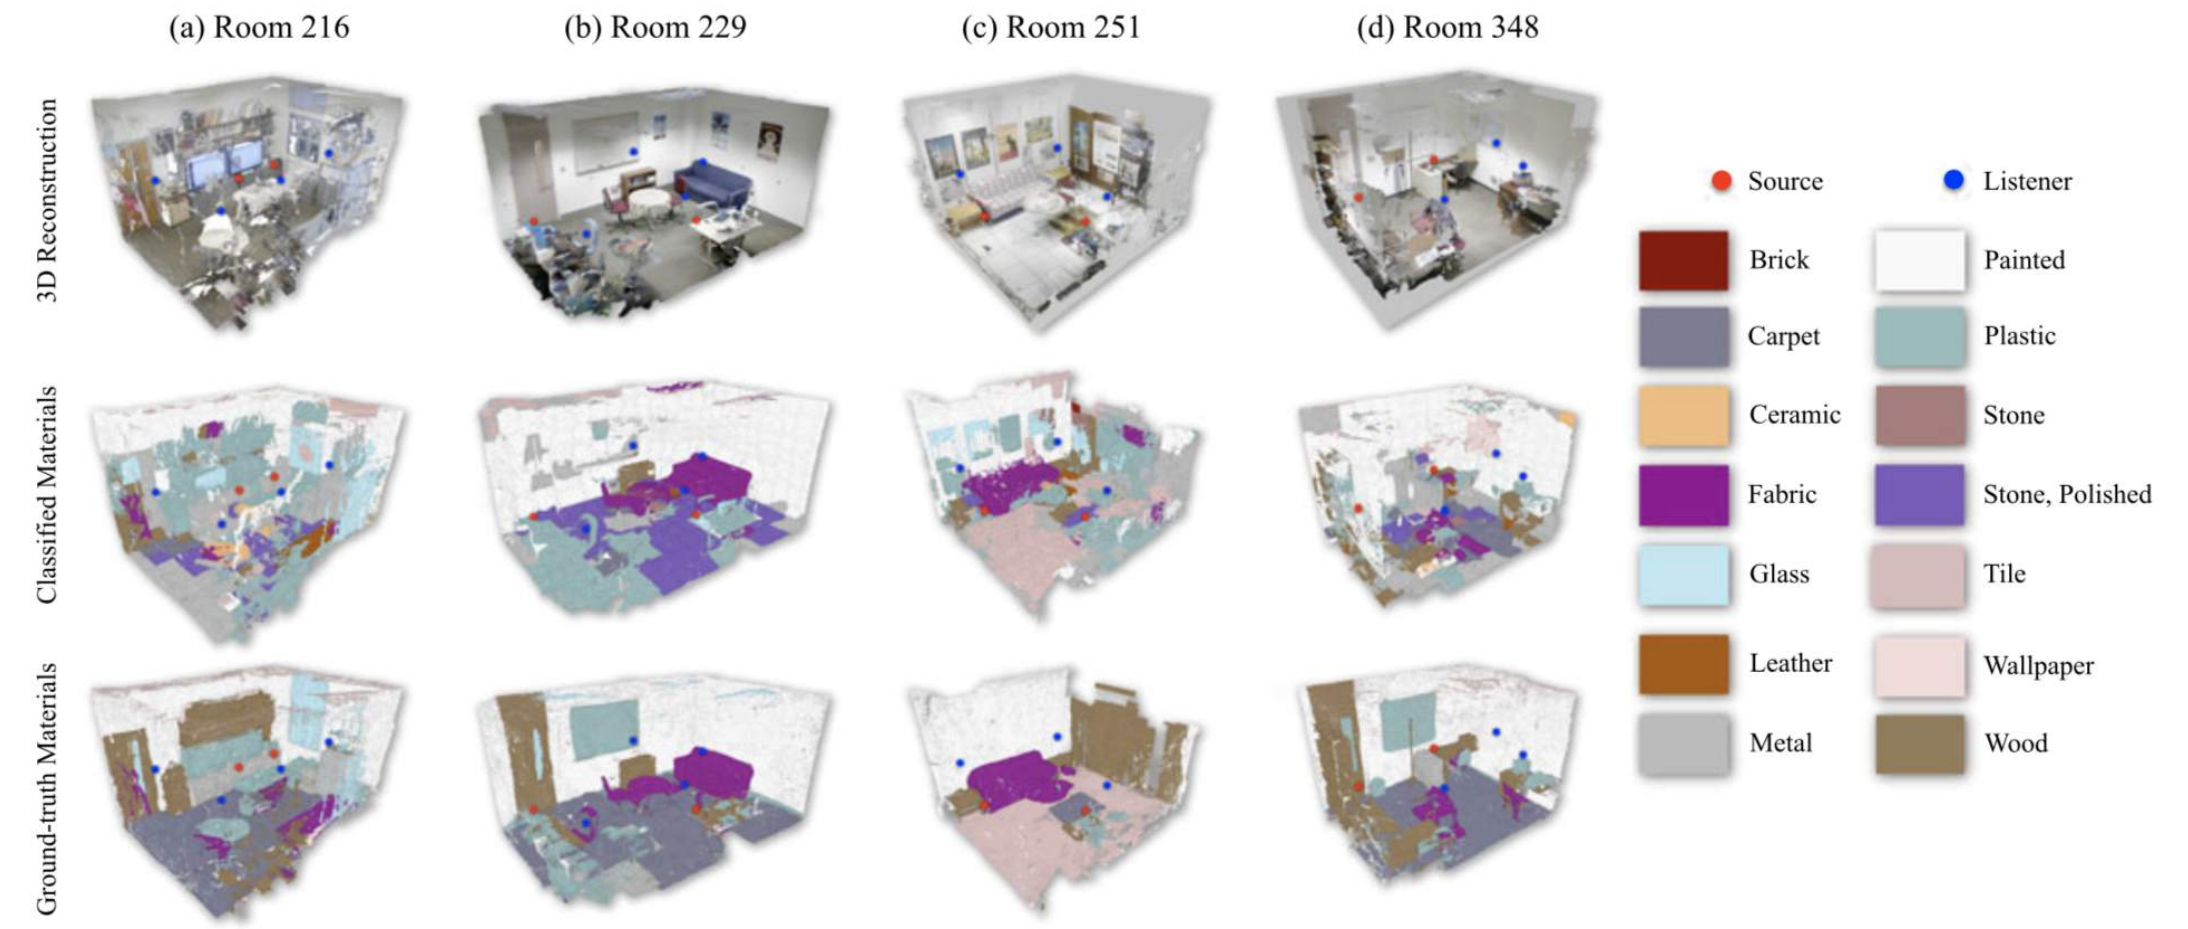 (a) Room 216
(b) Room 229
(c) Room 251
(d) Room 348
3D Reconstruction
Classified Materials
Ground-truth Materials
Source
Listener
Brick
Painted
Carpet
Plastic
Ceramic
Stone
Fabric
Stone, Polished
Glass
Tile
Leather
Wallpaper
Metal
Wood